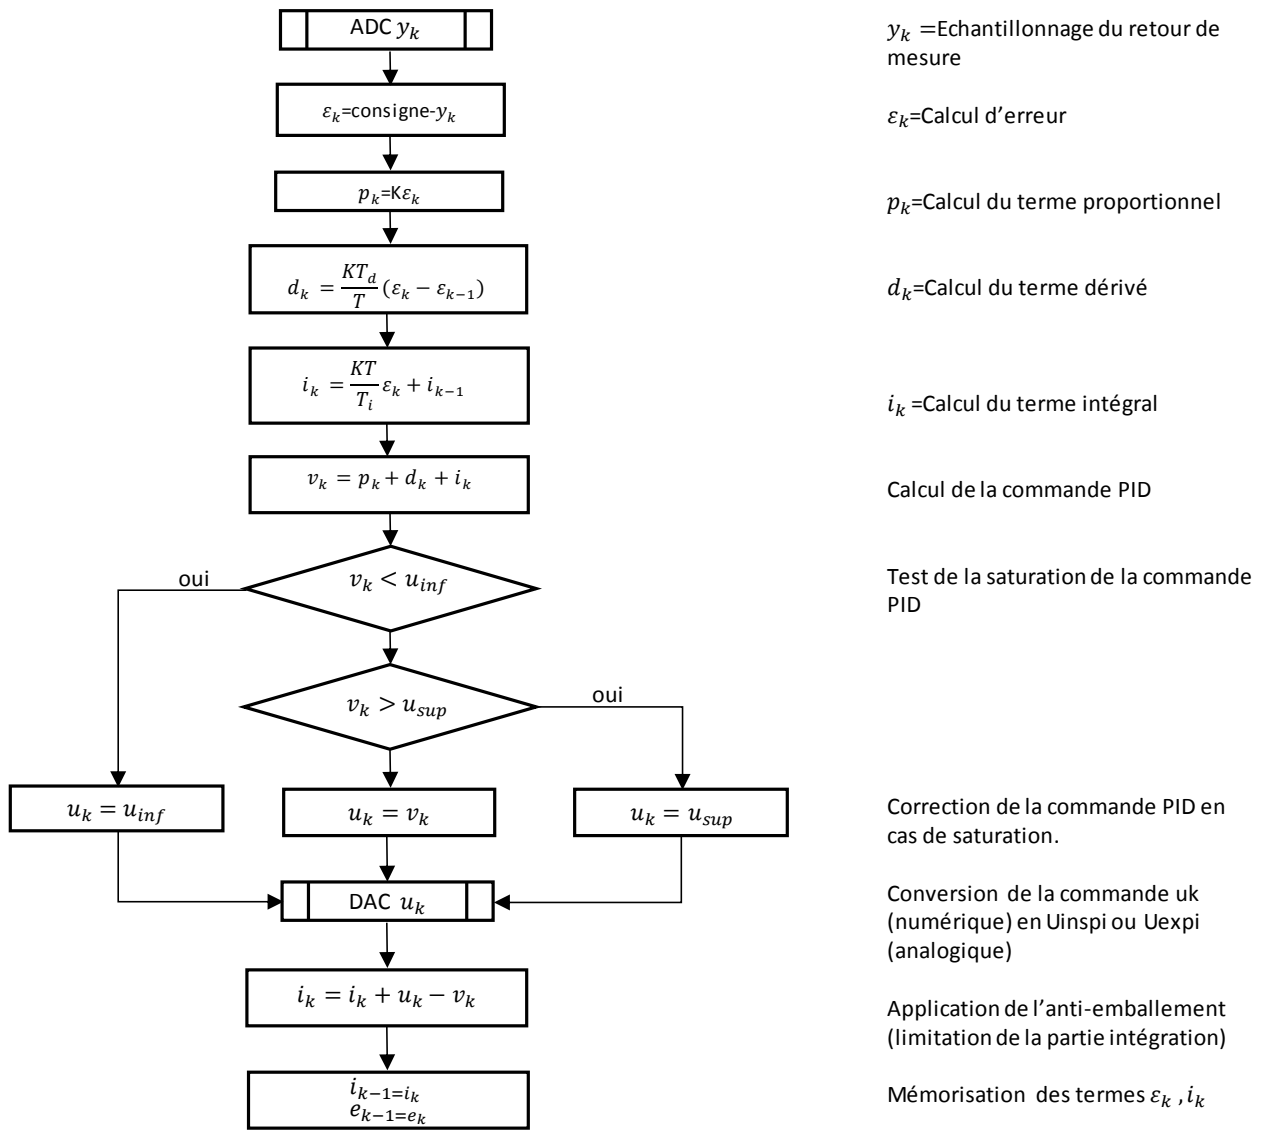 ADC yₖ
yₖ =Echantillonnage du retour de
mesure
εₖ=consigne-yₖ
εₖ=Calcul d'erreur
pₖ=Kεₖ
pₖ=Calcul du terme proportionnel
dₖ = KT_d/T (εₖ − εₖ₋₁)
dₖ=Calcul du terme dérivé
iₖ = KT/T_i εₖ + iₖ₋₁
iₖ =Calcul du terme intégral
vₖ = pₖ + dₖ + iₖ
Calcul de la commande PID
oui
vₖ < u_inf
Test de la saturation de la commande
PID
vₖ > u_sup
oui
uₖ = u_inf
uₖ = vₖ
uₖ = u_sup
Correction de la commande PID en
cas de saturation.
DAC uₖ
Conversion de la commande uk
(numérique) en Uinspi ou Uexpi
(analogique)
iₖ = iₖ + uₖ − vₖ
Application de l'anti-emballement
(limitation de la partie intégration)
iₖ₋₁₌ᵢₖ
eₖ₋₁₌ₑₖ
Mémorisation des termes εₖ ,iₖ